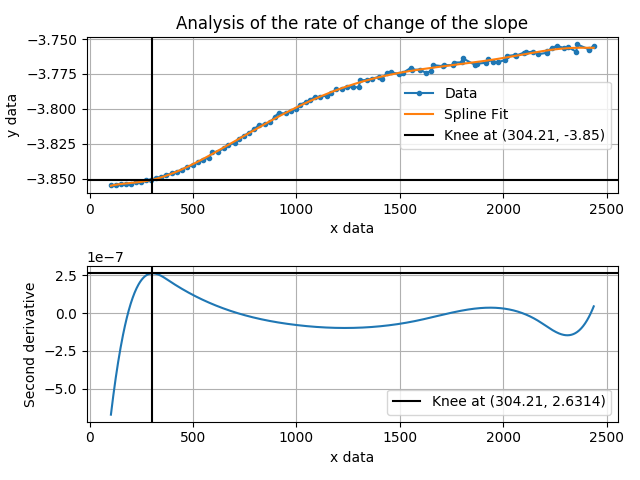 Analysis of the rate of change of the slope
y data
−3.750
−3.775
−3.800
−3.825
−3.850
Data
Spline Fit
Knee at (304.21, -3.85)
0
500
1000
1500
2000
2500
x data
1e−7
Second derivative
2.5
0.0
−2.5
−5.0
Knee at (304.21, 2.6314)
0
500
1000
1500
2000
2500
x data